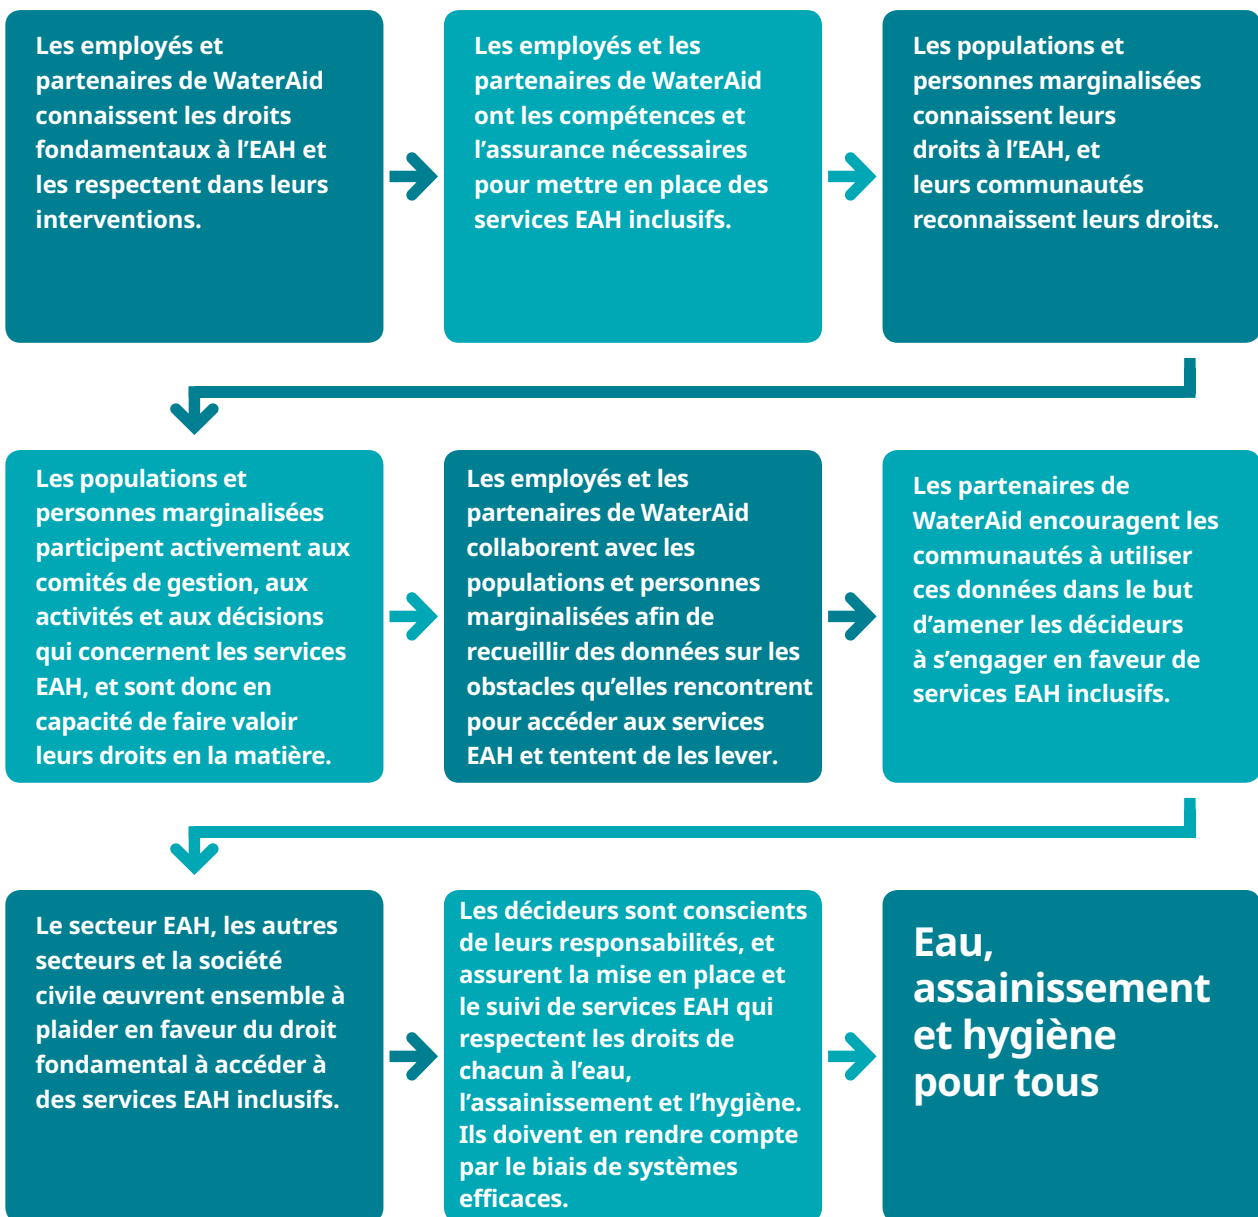 Les employés et
partenaires de WaterAid
connaissent les droits
fondamentaux à l’EAH et
les respectent dans leurs
interventions.
Les employés et les
partenaires de WaterAid
ont les compétences et
l’assurance nécessaires
pour mettre en place des
services EAH inclusifs.
Les populations et
personnes marginalisées
connaissent leurs
droits à l’EAH, et
leurs communautés
reconnaissent leurs droits.
Les populations et
personnes marginalisées
participent activement aux
comités de gestion, aux
activités et aux décisions
qui concernent les services
EAH, et sont donc en
capacité de faire valoir
leurs droits en la matière.
Les employés et les
partenaires de WaterAid
collaborent avec les
populations et personnes
marginalisées afin de
recueillir des données sur les
obstacles qu’elles rencontrent
pour accéder aux services
EAH et tentent de les lever.
Les partenaires de
WaterAid encouragent les
communautés à utiliser
ces données dans le but
d’amener les décideurs
à s’engager en faveur de
services EAH inclusifs.
Le secteur EAH, les autres
secteurs et la société
civile œuvrent ensemble à
plaider en faveur du droit
fondamental à accéder à
des services EAH inclusifs.
Les décideurs sont conscients
de leurs responsabilités, et
assurent la mise en place et
le suivi de services EAH qui
respectent les droits de
chacun à l’eau,
l’assainissement et l’hygiène.
Ils doivent en rendre compte
par le biais de systèmes
efficaces.
Eau,
assainissement
et hygiène
pour tous